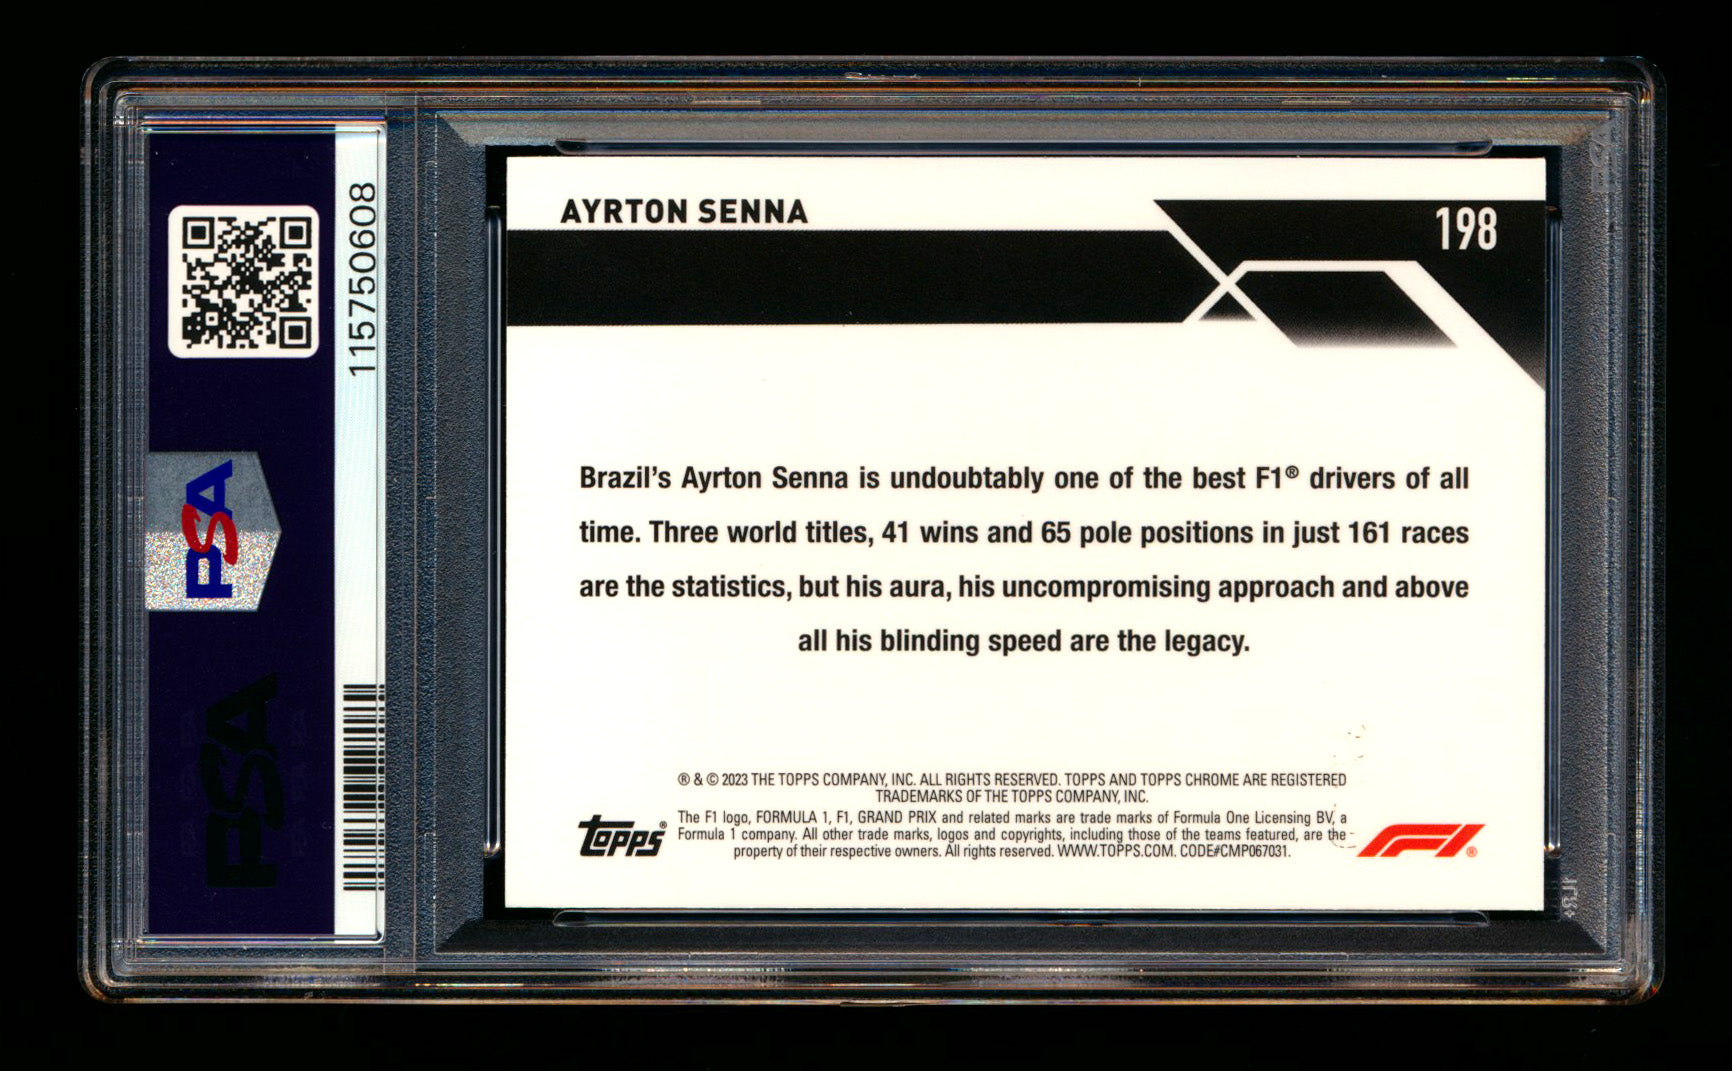 AYRTON SENNA
198
Brazil's Ayrton Senna is undoubtably one of the best F1® drivers of all
time. Three world titles, 41 wins and 65 pole positions in just 161 races
are the statistics, but his aura, his uncompromising approach and above
all his blinding speed are the legacy.
® & © 2023 THE TOPPS COMPANY, INC. ALL RIGHTS RESERVED. TOPPS AND TOPPS CHROME ARE REGISTERED
TRADEMARKS OF THE TOPPS COMPANY, INC.
The F1 logo, FORMULA 1, F1, GRAND PRIX and related marks are trade marks of Formula One Licensing BV, a
Formula 1 company. All other trade marks, logos and copyrights, including those of the teams featured, are the
property of their respective owners. All rights reserved. WWW.TOPPS.COM. CODE#CMP067031.
Topps®
F1®
115750608
PSA
PSA